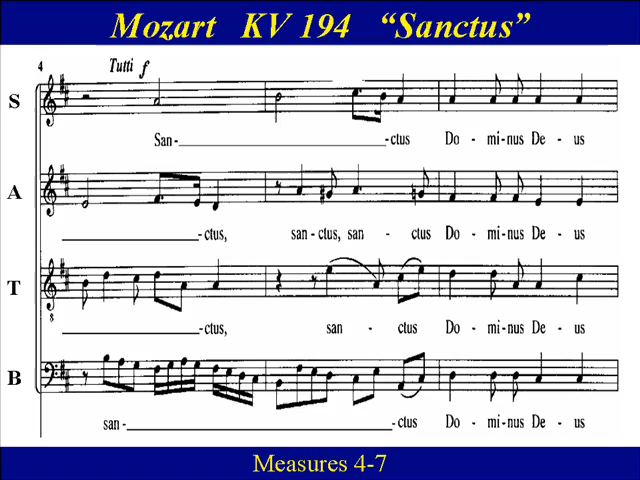 Mozart KV 194 “Sanctus”
4
Tutti f
S
San- -ctus Do - mi-nus De - us
A
-ctus, san-ctus, san - ctus Do - mi-nus De - us
T
8
-ctus, san - ctus Do - mi-nus De - us
B
san- -ctus Do - mi-nus De - us
Measures 4-7